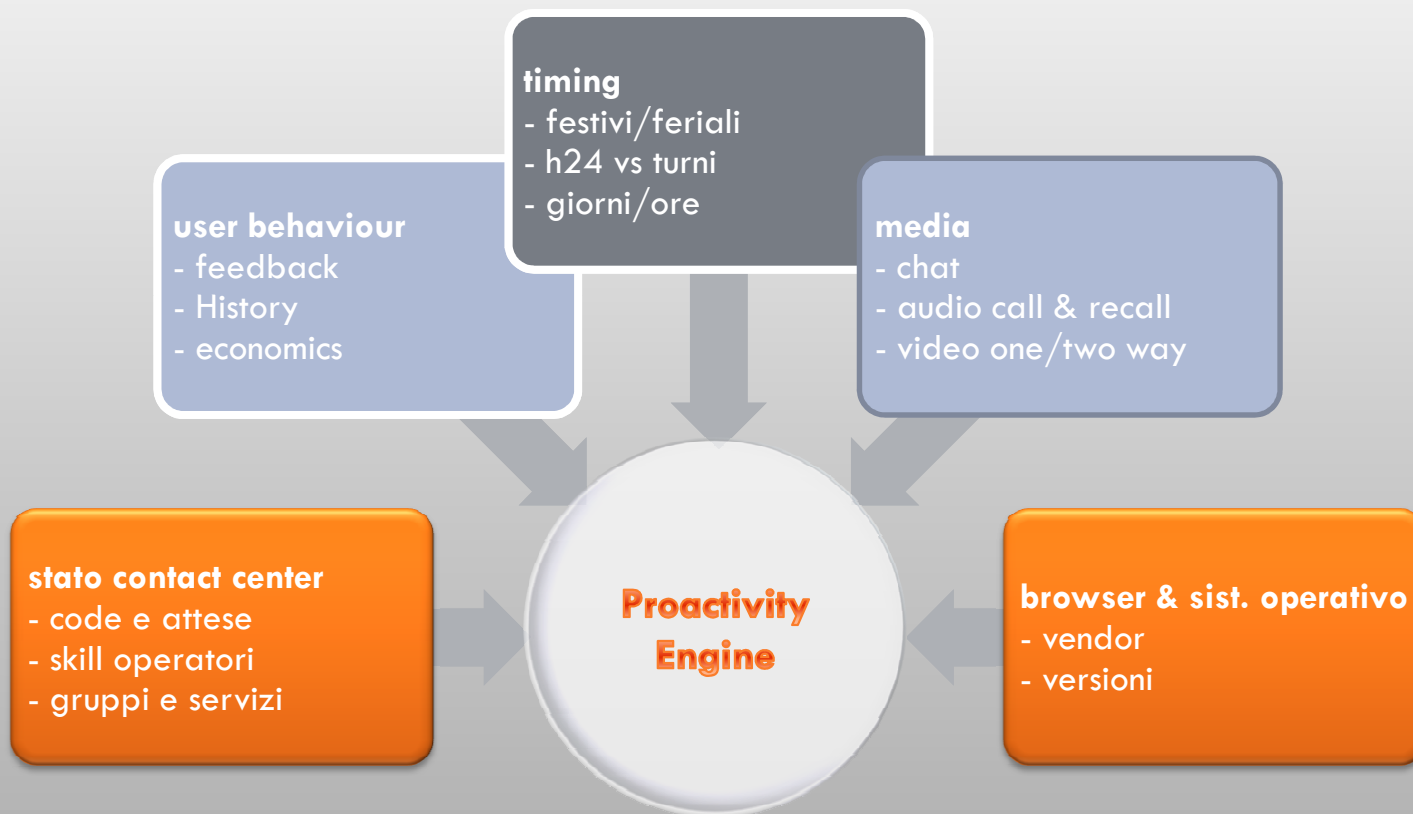 timing
- festivi/feriali
- h24 vs turni
- giorni/ore
user behaviour
- feedback
- History
- economics
media
- chat
- audio call & recall
- video one/two way
stato contact center
- code e attese
- skill operatori
- gruppi e servizi
Proactivity
Engine
browser & sist. operativo
- vendor
- versioni